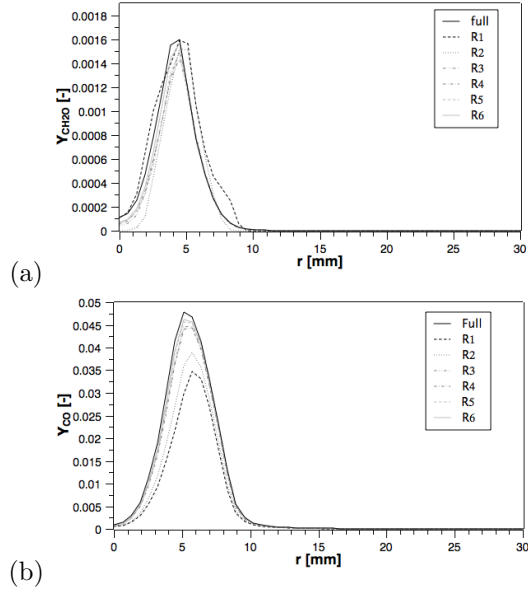 0.0018
0.0016
0.0014
0.0012
0.001
0.0008
0.0006
0.0004
0.0002
0
Y_CH2O [-]
full
R1
R2
R3
R4
R5
R6
0 5 10 15 20 25 30
r [mm]
(a)
0.05
0.045
0.04
0.035
0.03
0.025
0.02
0.015
0.01
0.005
0
Y_CO [-]
Full
R1
R2
R3
R4
R5
R6
0 5 10 15 20 25 30
r [mm]
(b)